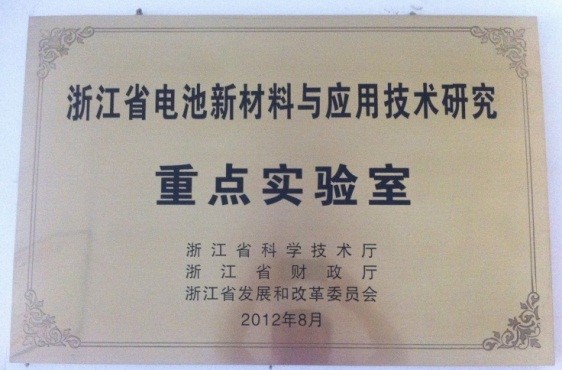 浙江省电池新材料与应用技术研究
重点实验室
浙江省科学技术厅
浙江省财政厅
浙江省发展和改革委员会
2012年8月